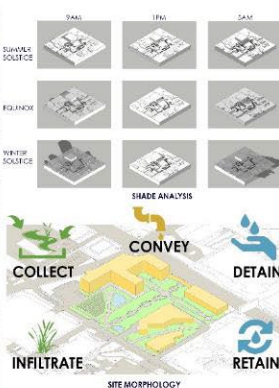 9AM 1PM 5AM
SUMMER SOLSTICE
EQUINOX
WINTER SOLSTICE
SHADE ANALYSIS
CONVEY
COLLECT DETAIN
INFILTRATE RETAIN
SITE MORPHOLOGY